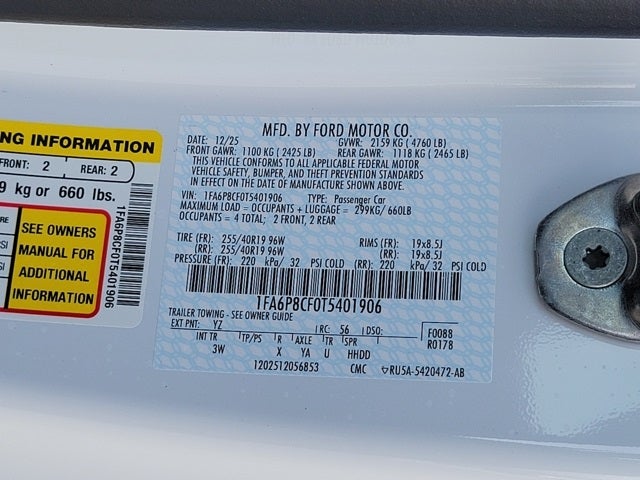 NG INFORMATION
FRONT: 2 REAR: 2
9 kg or 660 lbs.
SEE OWNERS
MANUAL FOR
ADDITIONAL
INFORMATION
1FA6P8CF0T5401906
MFD. BY FORD MOTOR CO.
DATE: 12/25 GVWR: 2159 KG ( 4760 LB)
FRONT GAWR: 1100 KG ( 2425 LB) REAR GAWR: 1118 KG ( 2465 LB)
THIS VEHICLE CONFORMS TO ALL APPLICABLE FEDERAL MOTOR
VEHICLE SAFETY, BUMPER, AND THEFT PREVENTION STANDARDS
IN EFFECT ON THE DATE OF MANUFACTURE SHOWN ABOVE.
VIN: 1FA6P8CF0T5401906 TYPE: Passenger Car
MAXIMUM LOAD = OCCUPANTS + LUGGAGE = 299KG/ 660LB
OCCUPANTS = 4 TOTAL; 2 FRONT, 2 REAR
TIRE (FR): 255/40R19 96W RIMS (FR): 19x8.5J
(RR): 255/40R19 96W (RR): 19x8.5J
PRESSURE (FR): 220 kPa/ 32 PSI COLD (RR): 220 kPa/ 32 PSI COLD
1FA6P8CF0T5401906
TRAILER TOWING - SEE OWNER GUIDE
EXT PNT: YZ RC: 56 DSO: F0088
INT TR TP/PS R AXLE TR SPR R0178
3W X YA U HHDD
1202512056853 CMC RU5A-5420472-AB